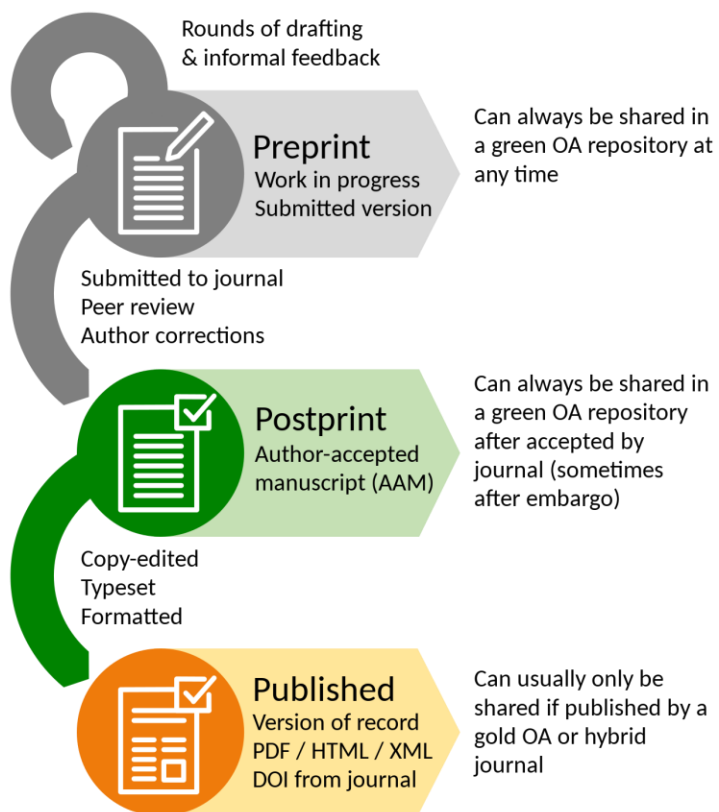 Rounds of drafting
& informal feedback
Preprint
Work in progress
Submitted version
Can always be shared in
a green OA repository at
any time
Submitted to journal
Peer review
Author corrections
Postprint
Author-accepted
manuscript (AAM)
Can always be shared in
a green OA repository
after accepted by
journal (sometimes
after embargo)
Copy-edited
Typeset
Formatted
Published
Version of record
PDF / HTML / XML
DOI from journal
Can usually only be
shared if published by a
gold OA or hybrid
journal